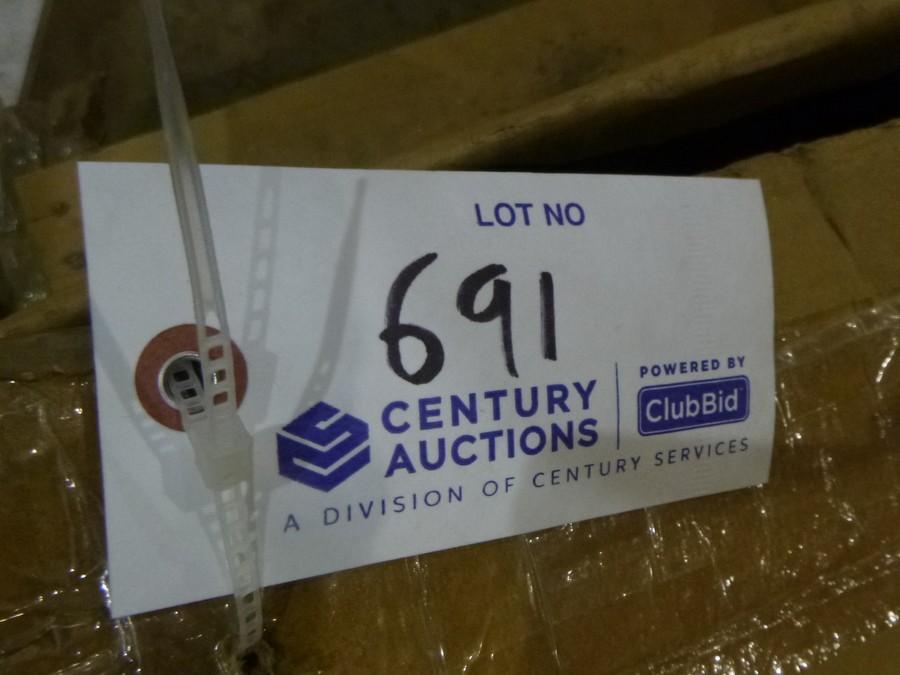 LOT NO
691
CENTURY
AUCTIONS
POWERED BY
ClubBid
A DIVISION OF CENTURY SERVICES